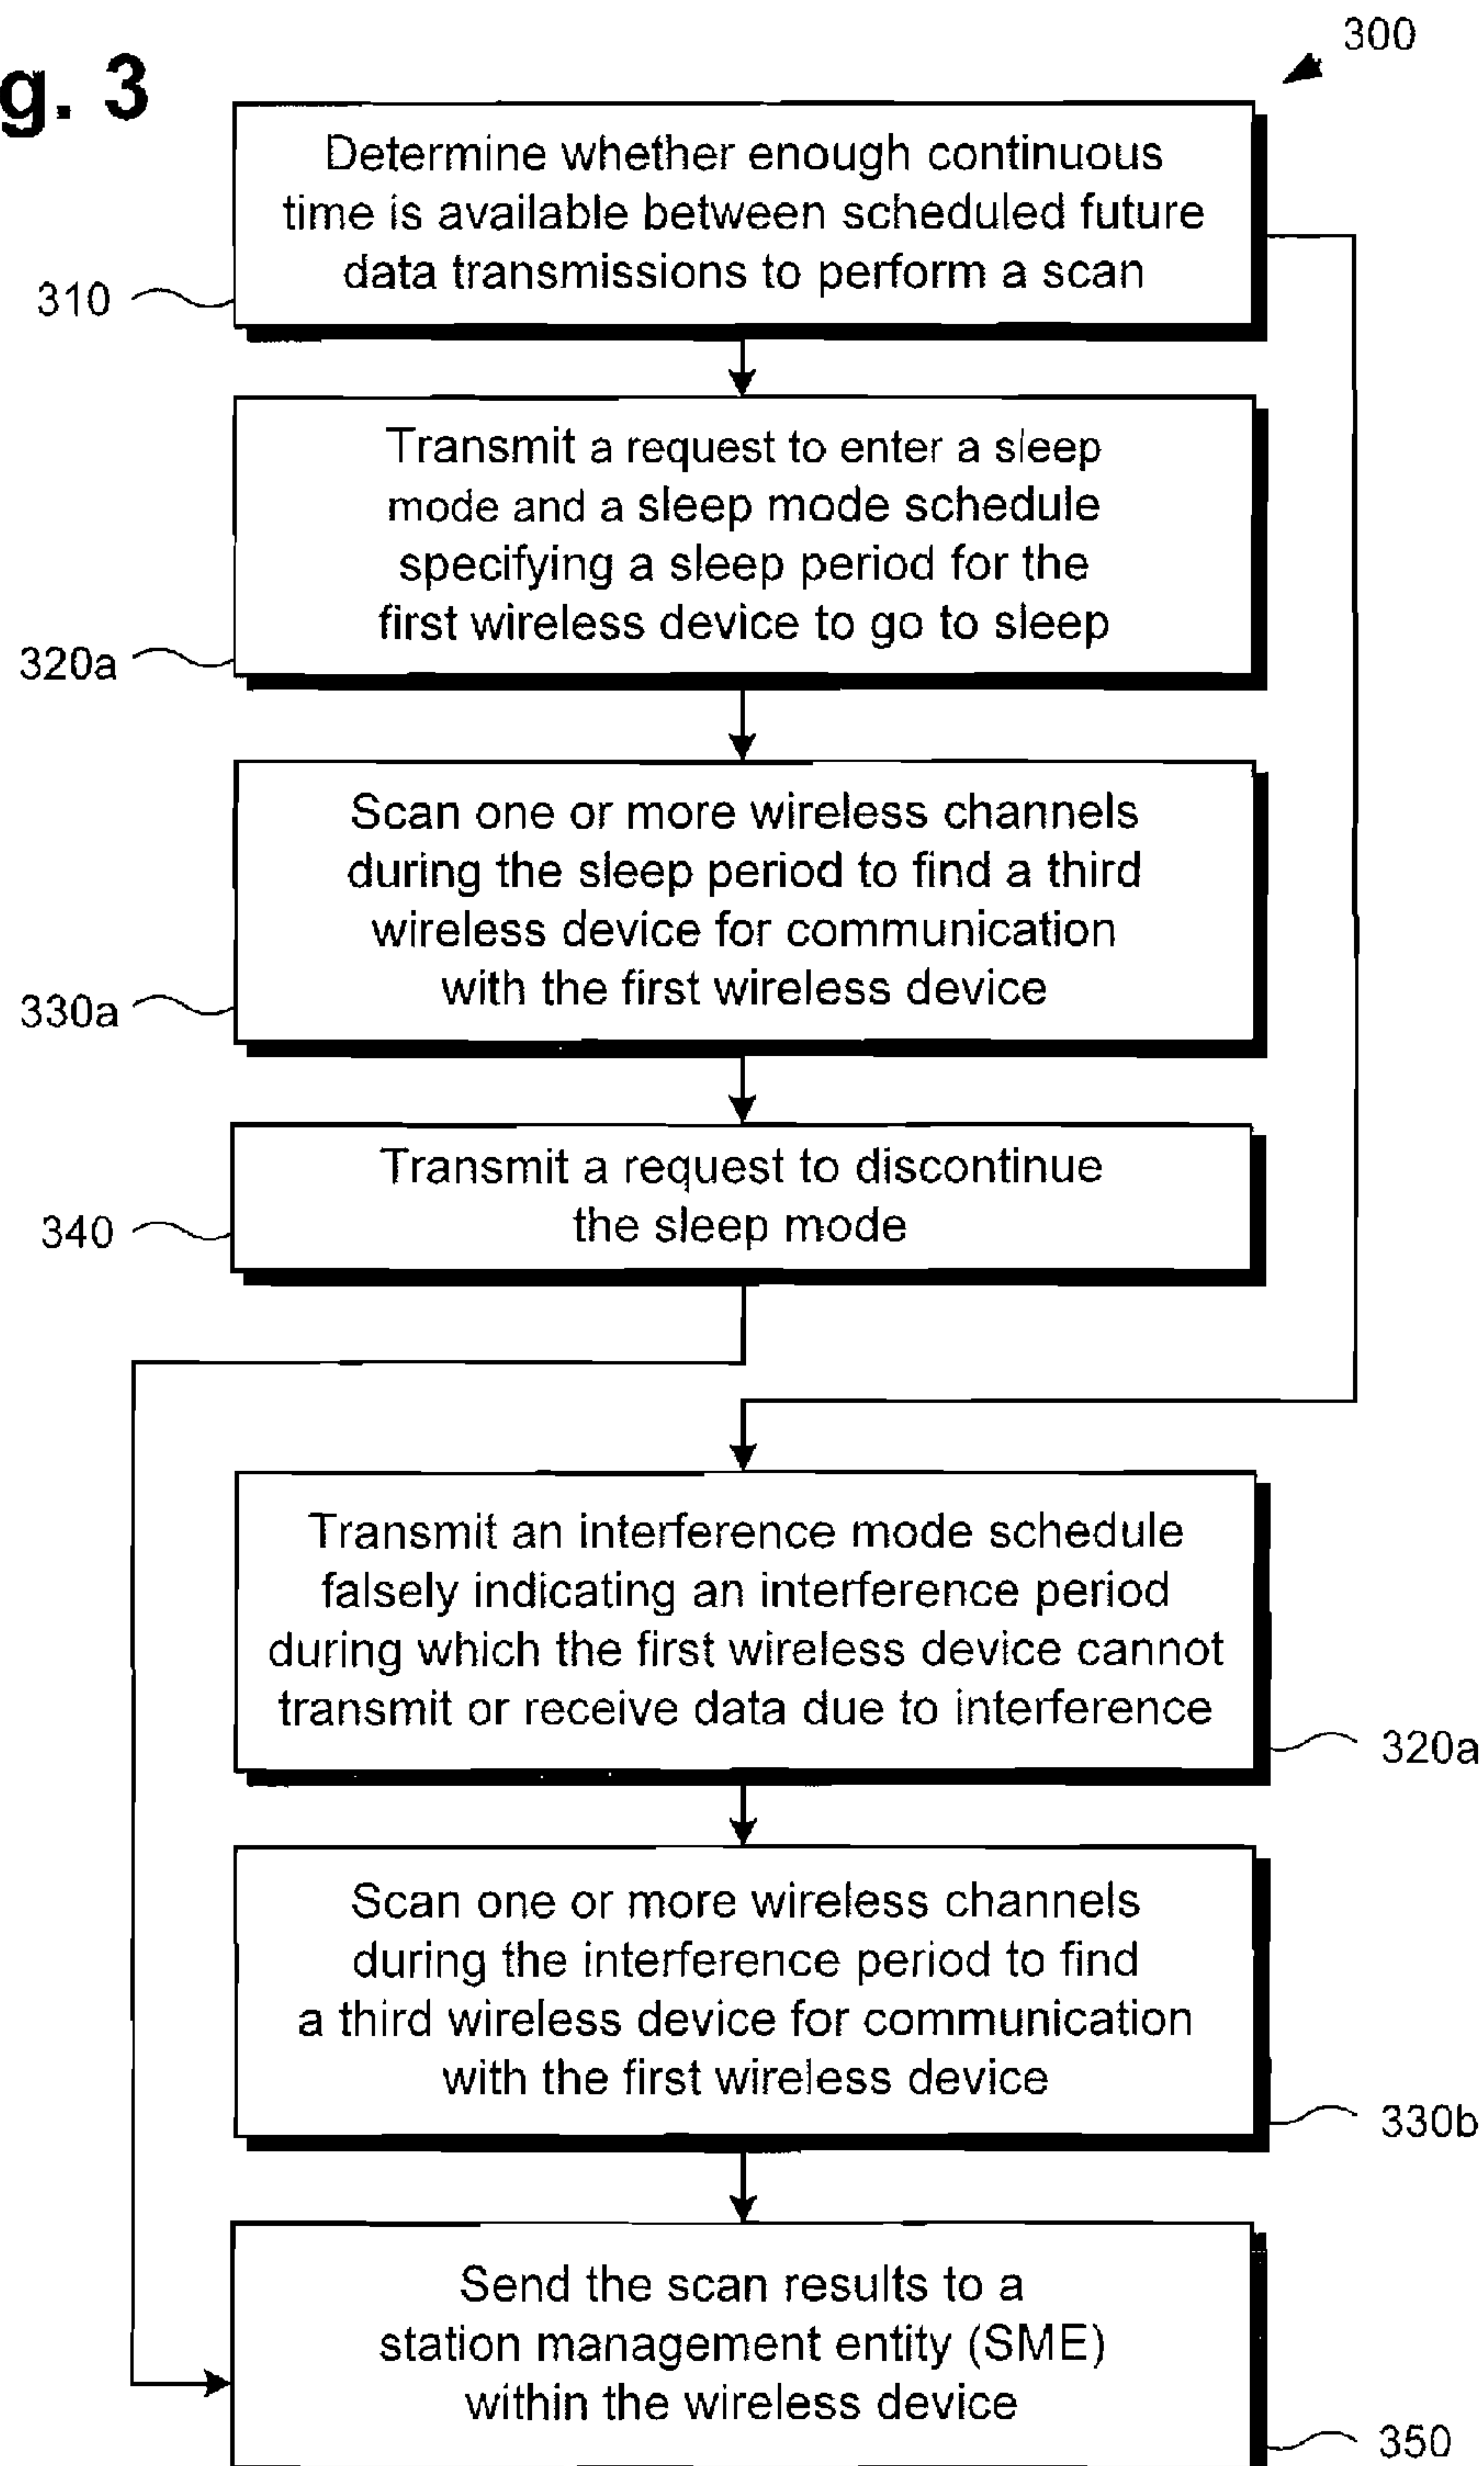 g. 3
300
Determine whether enough continuous
time is available between scheduled future
data transmissions to perform a scan
310
Transmit a request to enter a sleep
mode and a sleep mode schedule
specifying a sleep period for the
first wireless device to go to sleep
320a
Scan one or more wireless channels
during the sleep period to find a third
wireless device for communication
with the first wireless device
330a
Transmit a request to discontinue
the sleep mode
340
Transmit an interference mode schedule
falsely indicating an interference period
during which the first wireless device cannot
transmit or receive data due to interference
320a
Scan one or more wireless channels
during the interference period to find
a third wireless device for communication
with the first wireless device
330b
Send the scan results to a
station management entity (SME)
within the wireless device
350